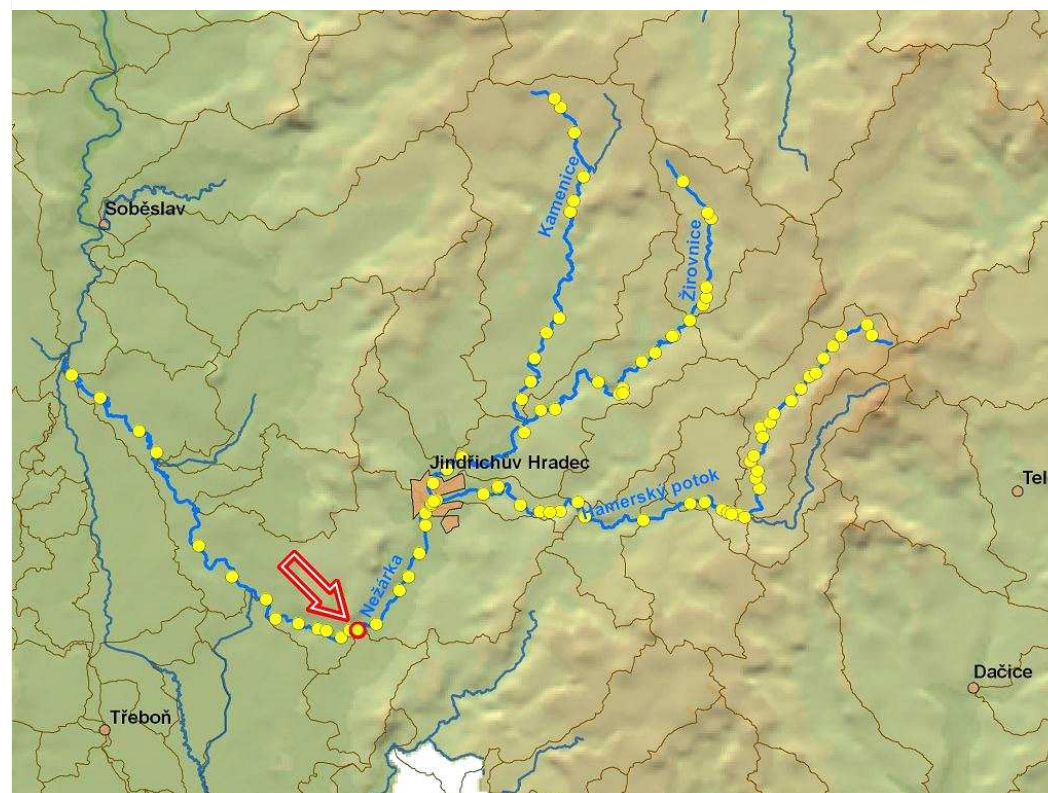 Soběslav
Kamenice
Žirovnice
Jindřichův Hradec
Hamerský potok
Tel
Nežárka
Dačice
Třeboň